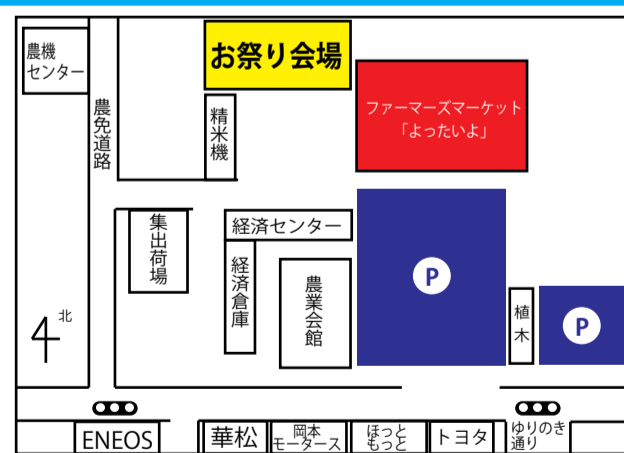 お祭り会場
農機
センター
ファーマーズマーケット
「よったいよ」
農免道路
精米機
集出荷場
経済センター
経済倉庫
農業会館
P
植木
P
北
ENEOS
華松
岡本
モータース
ほっと
もっと
トヨタ
ゆりのき
通り